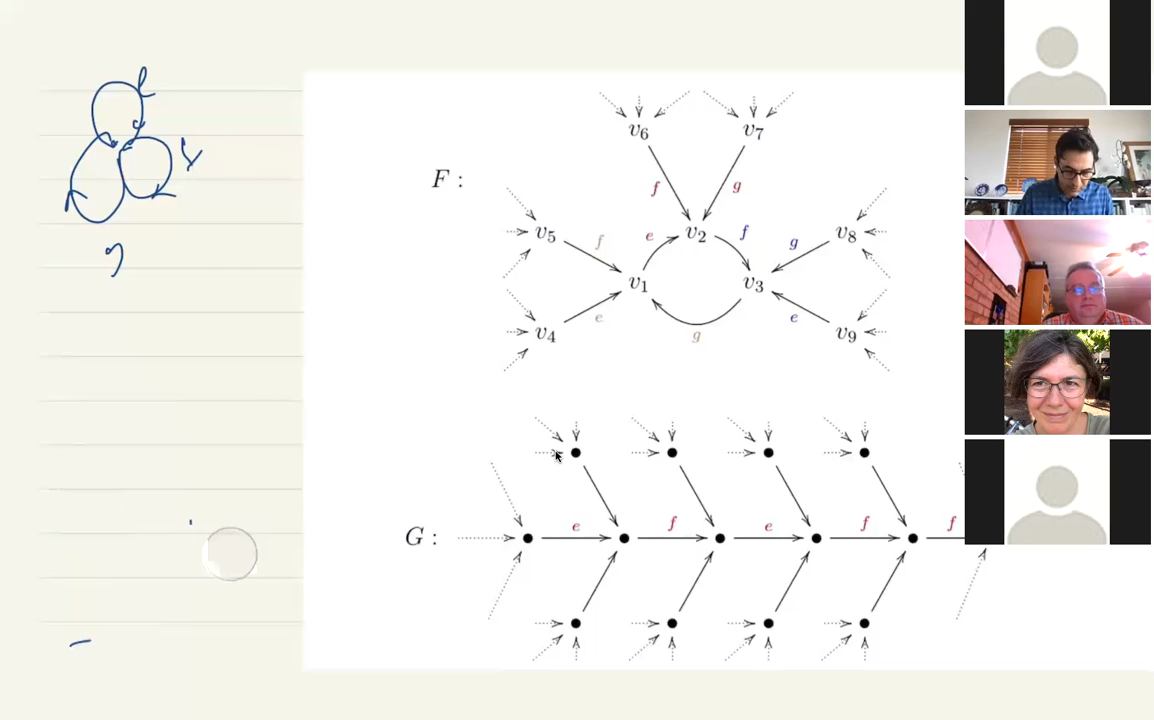 F :
v₆ v₇
f g
v₅ f e v₂ f g v₈
v₁ v₃
v₄ e g e v₉
G : e f e f f